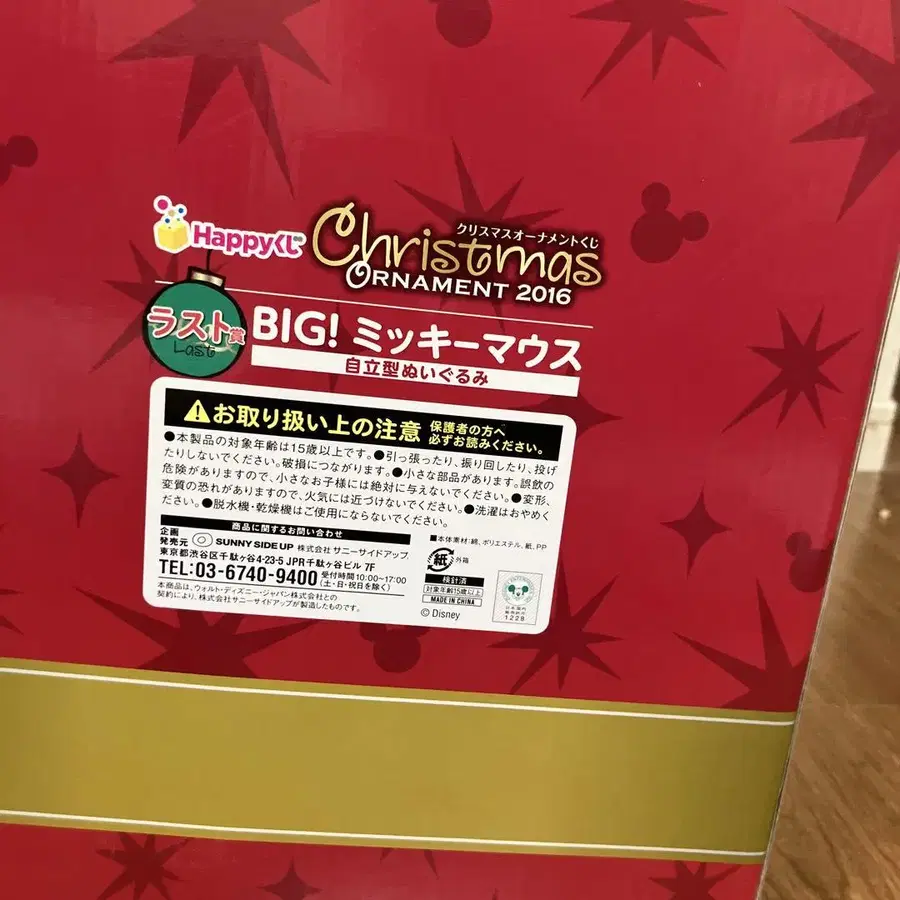 Happyくじ
Christmas
クリスマスオーナメントくじ
ORNAMENT 2016
ラスト賞
Last
BIG! ミッキーマウス
自立型ぬいぐるみ
お取り扱い上の注意 保護者の方へ
必ずお読みください。
●本製品の対象年齢は15歳以上です。●引っ張ったり、振り回したり、投げ
たりしないでください。破損につながります。●小さな部品があります。誤飲の
危険がありますので、小さなお子様には絶対に与えないでください。●変形、
変質の恐れがありますので、火気には近づけないでください。●洗濯はおやめく
ださい。●脱水機・乾燥機はご使用にならないでください。
商品に関するお問い合わせ
企画
発売元 SUNNY SIDE UP 株式会社 サニーサイドアップ
東京都渋谷区千駄ヶ谷4-23-5 JPR千駄ヶ谷ビル 7F
TEL:03-6740-9400 受付時間10:00~17:00
(土・日・祝日を除く)
本商品は、ウォルト・ディズニー・ジャパン株式会社との
契約により、株式会社サニーサイドアップが製造したものです。
■本体素材:綿、ポリエステル、紙、PP
紙 外箱
検針済
対象年齢15歳以上
MADE IN CHINA
© Disney
日本国内
販売許可
1228